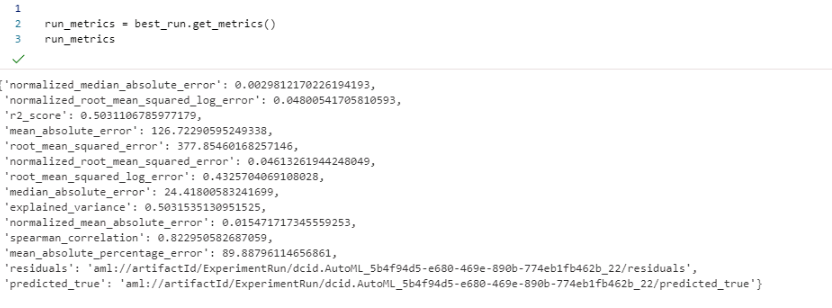 1
2 run_metrics = best_run.get_metrics()
3 run_metrics
{'normalized_median_absolute_error': 0.0029812170226194193,
'normalized_root_mean_squared_log_error': 0.04800541705810593,
'r2_score': 0.5031106785977179,
'mean_absolute_error': 126.72290595249338,
'root_mean_squared_error': 377.85460168257146,
'normalized_root_mean_squared_error': 0.04613261944248049,
'root_mean_squared_log_error': 0.4325704069108028,
'median_absolute_error': 24.41800583241699,
'explained_variance': 0.5031535130951525,
'normalized_mean_absolute_error': 0.015471717345559253,
'spearman_correlation': 0.822950582687059,
'mean_absolute_percentage_error': 89.88796114656861,
'residuals': 'aml://artifactId/ExperimentRun/dcid.AutoML_5b4f94d5-e680-469e-890b-774eb1fb462b_22/residuals',
'predicted_true': 'aml://artifactId/ExperimentRun/dcid.AutoML_5b4f94d5-e680-469e-890b-774eb1fb462b_22/predicted_true'}